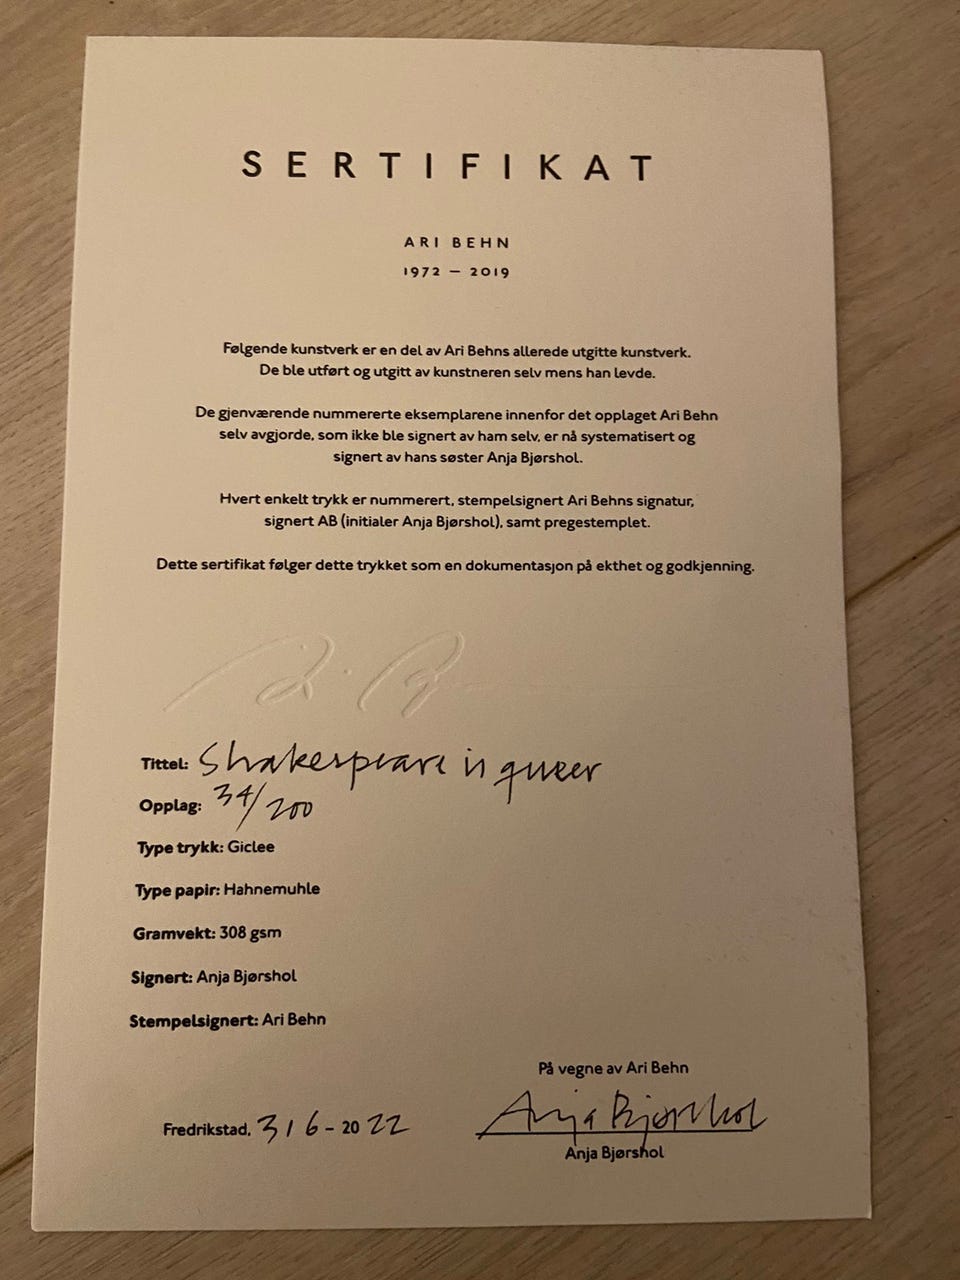 SERTIFIKAT
ARI BEHN
1972 – 2019
Følgende kunstverk er en del av Ari Behns allerede utgitte kunstverk.
De ble utført og utgitt av kunstneren selv mens han levde.
De gjenværende nummererte eksemplarene innenfor det opplaget Ari Behn
selv avgjorde, som ikke ble signert av ham selv, er nå systematisert og
signert av hans søster Anja Bjørshol.
Hvert enkelt trykk er nummerert, stempelsignert Ari Behns signatur,
signert AB (initialer Anja Bjørshol), samt pregestemplet.
Dette sertifikat følger dette trykket som en dokumentasjon på ekthet og godkjenning.
Tittel: Shakespeare is queer
Opplag: 34/200
Type trykk: Giclee
Type papir: Hahnemuhle
Gramvekt: 308 gsm
Signert: Anja Bjørshol
Stempelsignert: Ari Behn
På vegne av Ari Behn
Fredrikstad, 3/6-2022
Anja Bjørshol
Anja Bjørshol